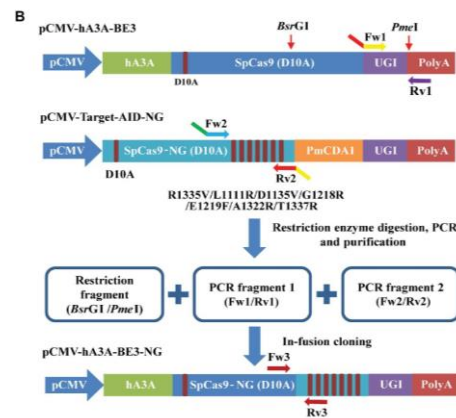 B
pCMV-hA3A-BE3
BsrGI
Fw1
PmeI
pCMV
hA3A
SpCas9 (D10A)
UGI
PolyA
D10A
Rv1
pCMV-Target-AID-NG
Fw2
pCMV
SpCas9-NG (D10A)
PmCDA1
UGI
PolyA
D10A
Rv2
R1335V/L1111R/D1135V/G1218R
/E1219F/A1322R/T1337R
Restriction enzyme digestion, PCR
and purification
Restriction
fragment
(BsrGI /PmeI)
PCR fragment 1
(Fw1/Rv1)
PCR fragment 2
(Fw2/Rv2)
In-fusion cloning
pCMV-hA3A-BE3-NG
Fw3
pCMV
hA3A
SpCas9-NG (D10A)
UGI
PolyA
Rv3